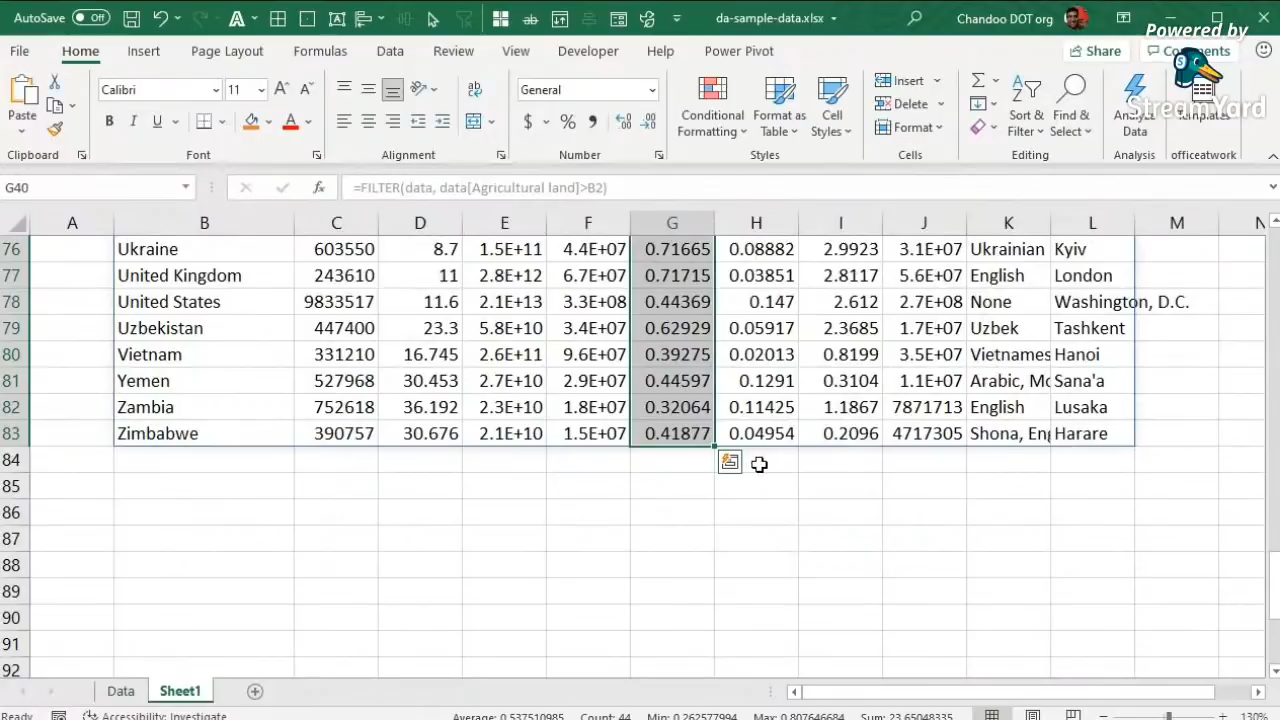 AutoSave Off da-sample-data.xlsx Chandoo DOT org
Powered by
StreamYard
File Home Insert Page Layout Formulas Data Review View Developer Help Power Pivot Share Comments
Calibri 11 General Insert Σ
Paste B I U $ % Conditional Formatting Format as Table Cell Styles Delete Format Sort & Filter Find & Select Analyze Data Templates
Clipboard Font Alignment Number Styles Cells Editing Analysis officeatwork
G40 fx =FILTER(data, data[Agricultural land]>B2)
A B C D E F G H I J K L M N
76 Ukraine 603550 8.7 1.5E+11 4.4E+07 0.71665 0.08882 2.9923 3.1E+07 Ukrainian Kyiv
77 United Kingdom 243610 11 2.8E+12 6.7E+07 0.71715 0.03851 2.8117 5.6E+07 English London
78 United States 9833517 11.6 2.1E+13 3.3E+08 0.44369 0.147 2.612 2.7E+08 None Washington, D.C.
79 Uzbekistan 447400 23.3 5.8E+10 3.4E+07 0.62929 0.05917 2.3685 1.7E+07 Uzbek Tashkent
80 Vietnam 331210 16.745 2.6E+11 9.6E+07 0.39275 0.02013 0.8199 3.5E+07 Vietnames Hanoi
81 Yemen 527968 30.453 2.7E+10 2.9E+07 0.44597 0.1291 0.3104 1.1E+07 Arabic, Mo Sana'a
82 Zambia 752618 36.192 2.3E+10 1.8E+07 0.32064 0.11425 1.1867 7871713 English Lusaka
83 Zimbabwe 390757 30.676 2.1E+10 1.5E+07 0.41877 0.04954 0.2096 4717305 Shona, Eng Harare
84
85
86
87
88
89
90
91
92
Data Sheet1
Ready Accessibility: Investigate Average: 0.537510985 Count: 44 Min: 0.262577994 Max: 0.807646684 Sum: 23.65048335 130%